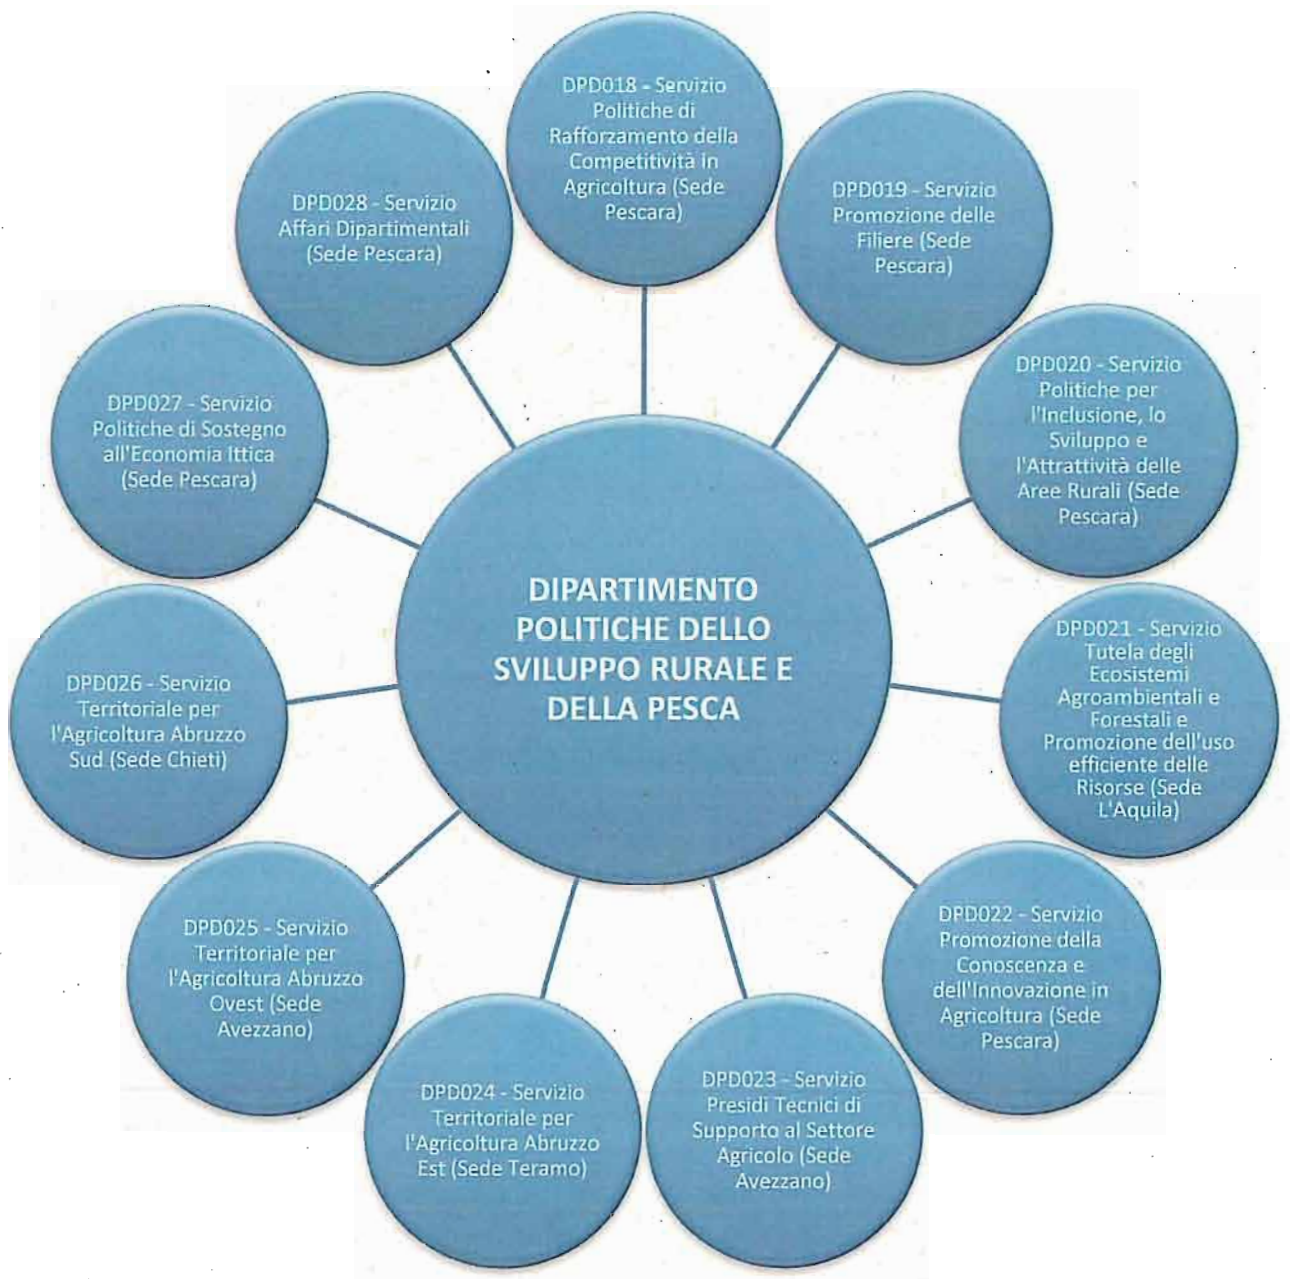 DPD018 - Servizio
Politiche di
Rafforzamento della
Competitività in
Agricoltura (Sede
Pescara)
DPD019 - Servizio
Promozione delle
Filiere (Sede
Pescara)
DPD020 - Servizio
Politiche per
l'Inclusione, lo
Sviluppo e
l'Attrattività delle
Aree Rurali (Sede
Pescara)
DPD021 - Servizio
Tutela degli
Ecosistemi
Agroambientali e
Forestali e
Promozione dell'uso
efficiente delle
Risorse (Sede
L'Aquila)
DPD022 - Servizio
Promozione della
Conoscenza e
dell'Innovazione in
Agricoltura (Sede
Pescara)
DPD023 - Servizio
Presidi Tecnici di
Supporto al Settore
Agricolo (Sede
Avezzano)
DPD024 - Servizio
Territoriale per
l'Agricoltura Abruzzo
Est (Sede Teramo)
DPD025 - Servizio
Territoriale per
l'Agricoltura Abruzzo
Ovest (Sede
Avezzano)
DPD026 - Servizio
Territoriale per
l'Agricoltura Abruzzo
Sud (Sede Chieti)
DPD027 - Servizio
Politiche di Sostegno
all'Economia Ittica
(Sede Pescara)
DPD028 - Servizio
Affari Dipartimentali
(Sede Pescara)
DIPARTIMENTO
POLITICHE DELLO
SVILUPPO RURALE E
DELLA PESCA